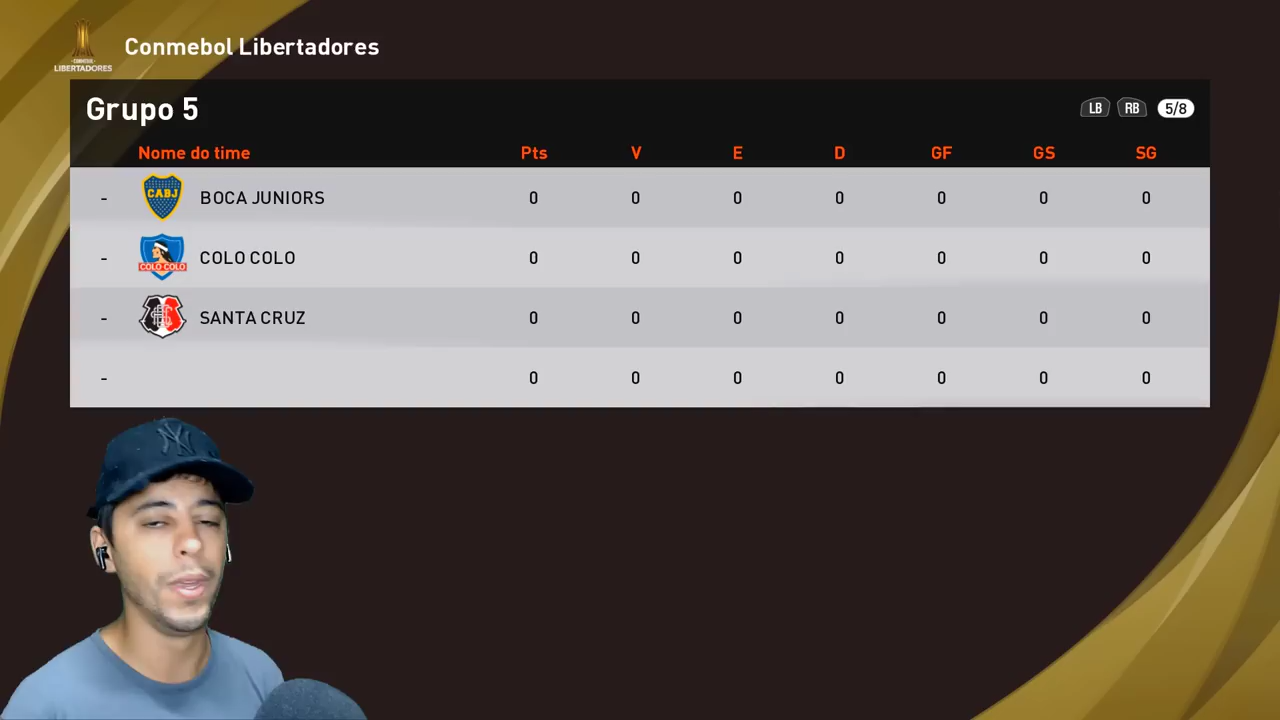 CONMEBOL
LIBERTADORES
Conmebol Libertadores
Grupo 5
LB RB 5/8
Nome do time Pts V E D GF GS SG
- CABJ BOCA JUNIORS 0 0 0 0 0 0 0
- COLO COLO COLO COLO 0 0 0 0 0 0 0
- SANTA CRUZ 0 0 0 0 0 0 0
- 0 0 0 0 0 0 0
NY